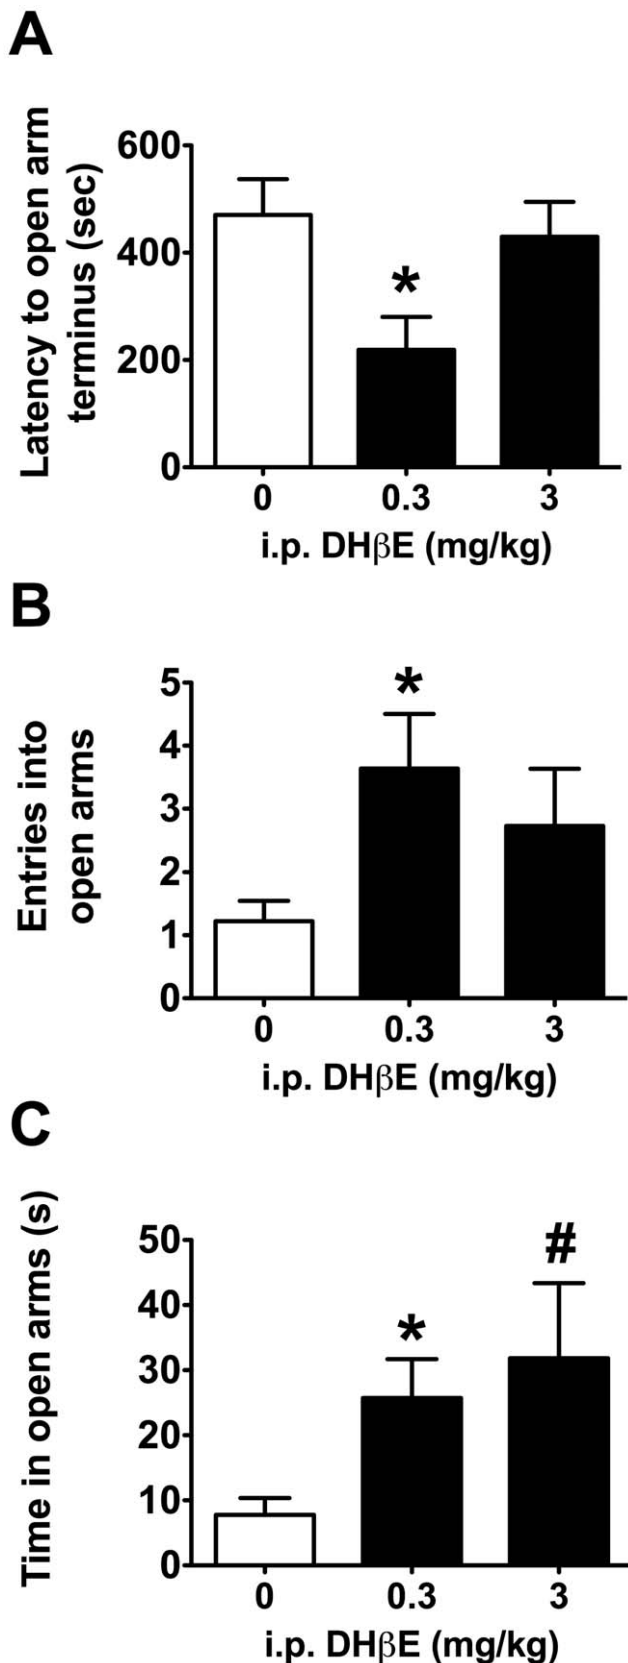 A
Latency to open arm
terminus (sec)
600
400
200
0
*
0 0.3 3
i.p. DHβE (mg/kg)
B
Entries into
open arms
5
4
3
2
1
0
*
0 0.3 3
i.p. DHβE (mg/kg)
C
Time in open arms (s)
50
40
30
20
10
0
*
#
0 0.3 3
i.p. DHβE (mg/kg)